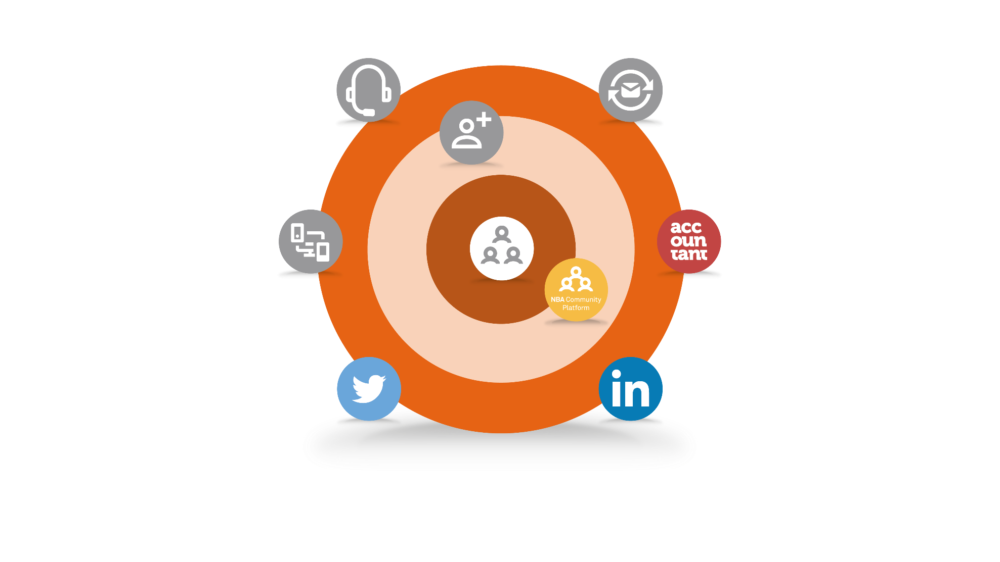 acc
oun
tant
NBA Community
Platform
in